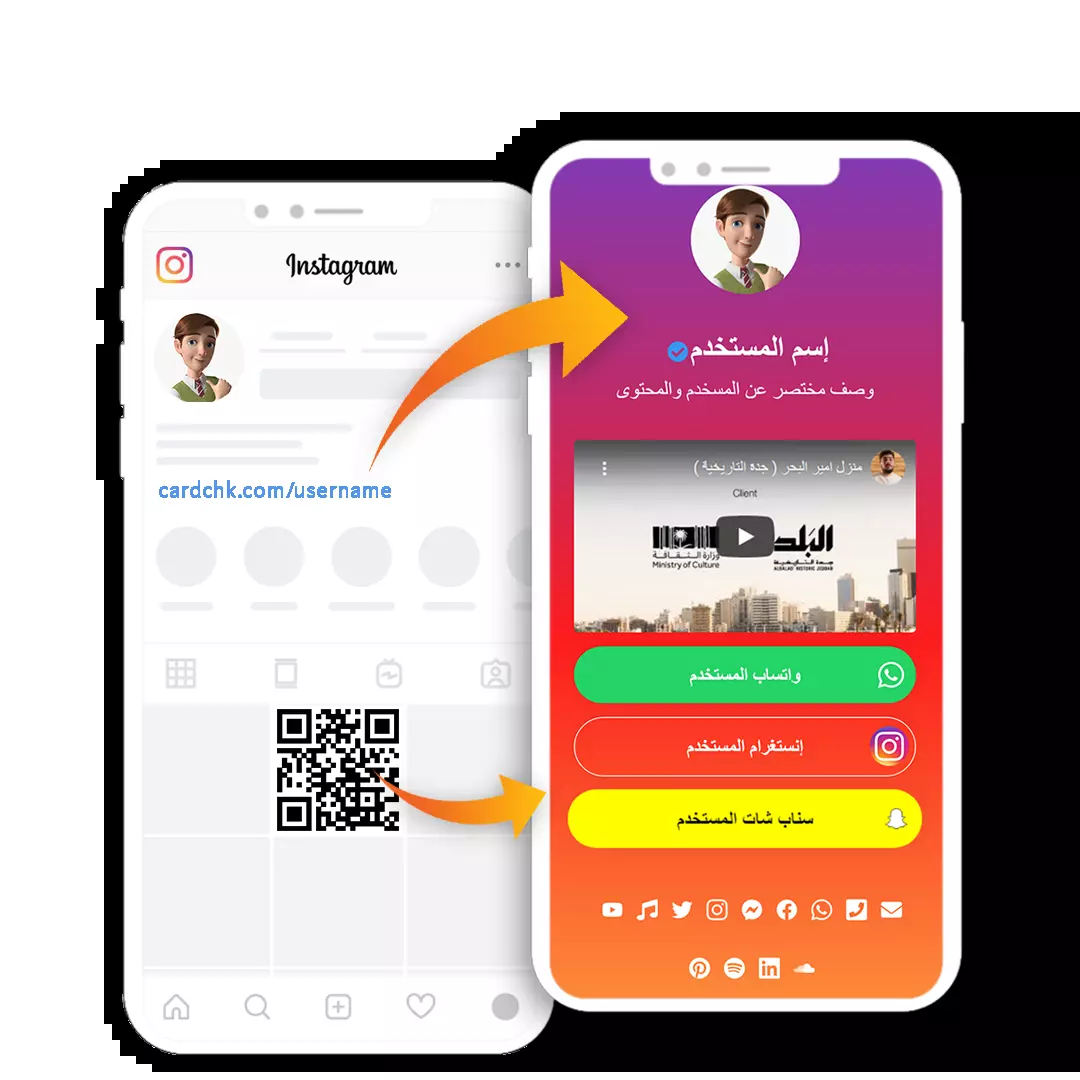 Instagram
cardchk.com/username
إسم المستخدم
وصف مختصر عن المسخدم والمحتوى
منزل امير البحر ( جدة التاريخية )
Client
وزارة الثقافة
Ministry of Culture
البلد
جدة التاريخية
ALBALAD HISTORIC JEDDAH
واتساب المستخدم
إنستغرام المستخدم
سناب شات المستخدم